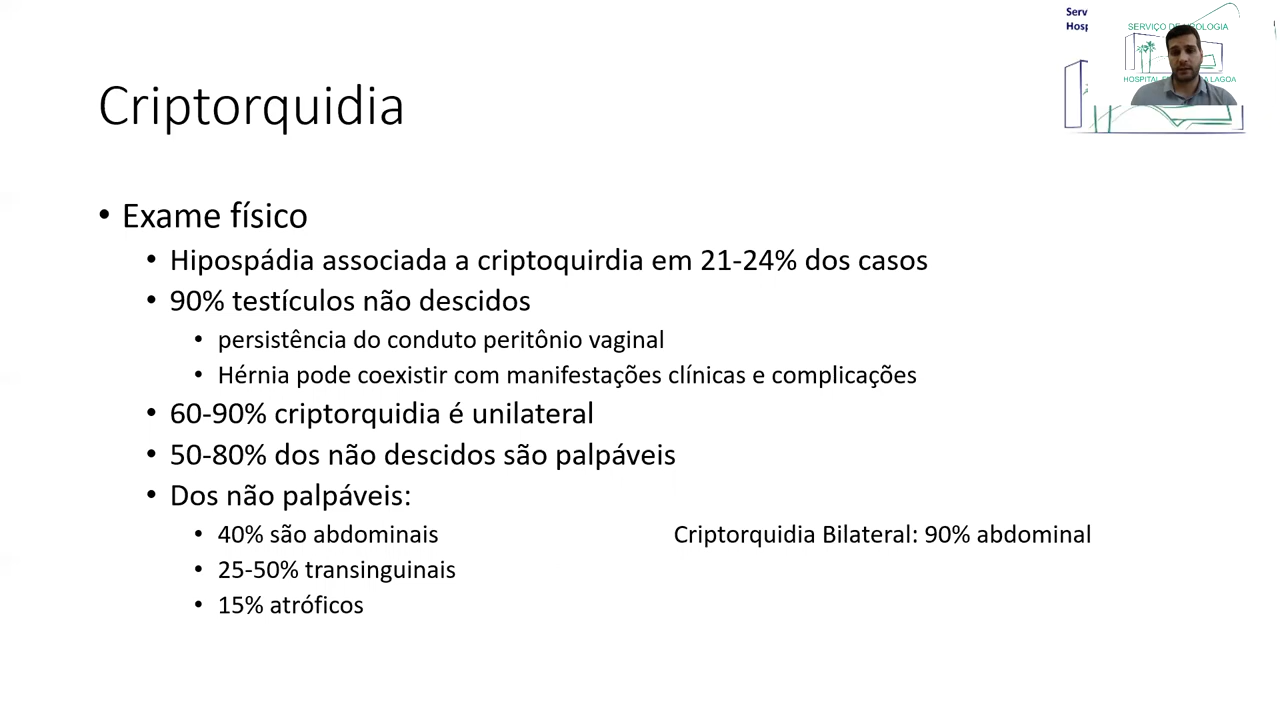 Serv
Hosp
SERVIÇO DE UROLOGIA
HOSPITAL LAGOA
Criptorquidia
• Exame físico
• Hipospádia associada a criptoquirdia em 21-24% dos casos
• 90% testículos não descidos
• persistência do conduto peritônio vaginal
• Hérnia pode coexistir com manifestações clínicas e complicações
• 60-90% criptorquidia é unilateral
• 50-80% dos não descidos são palpáveis
• Dos não palpáveis:
• 40% são abdominais
Criptorquidia Bilateral: 90% abdominal
• 25-50% transinguinais
• 15% atróficos